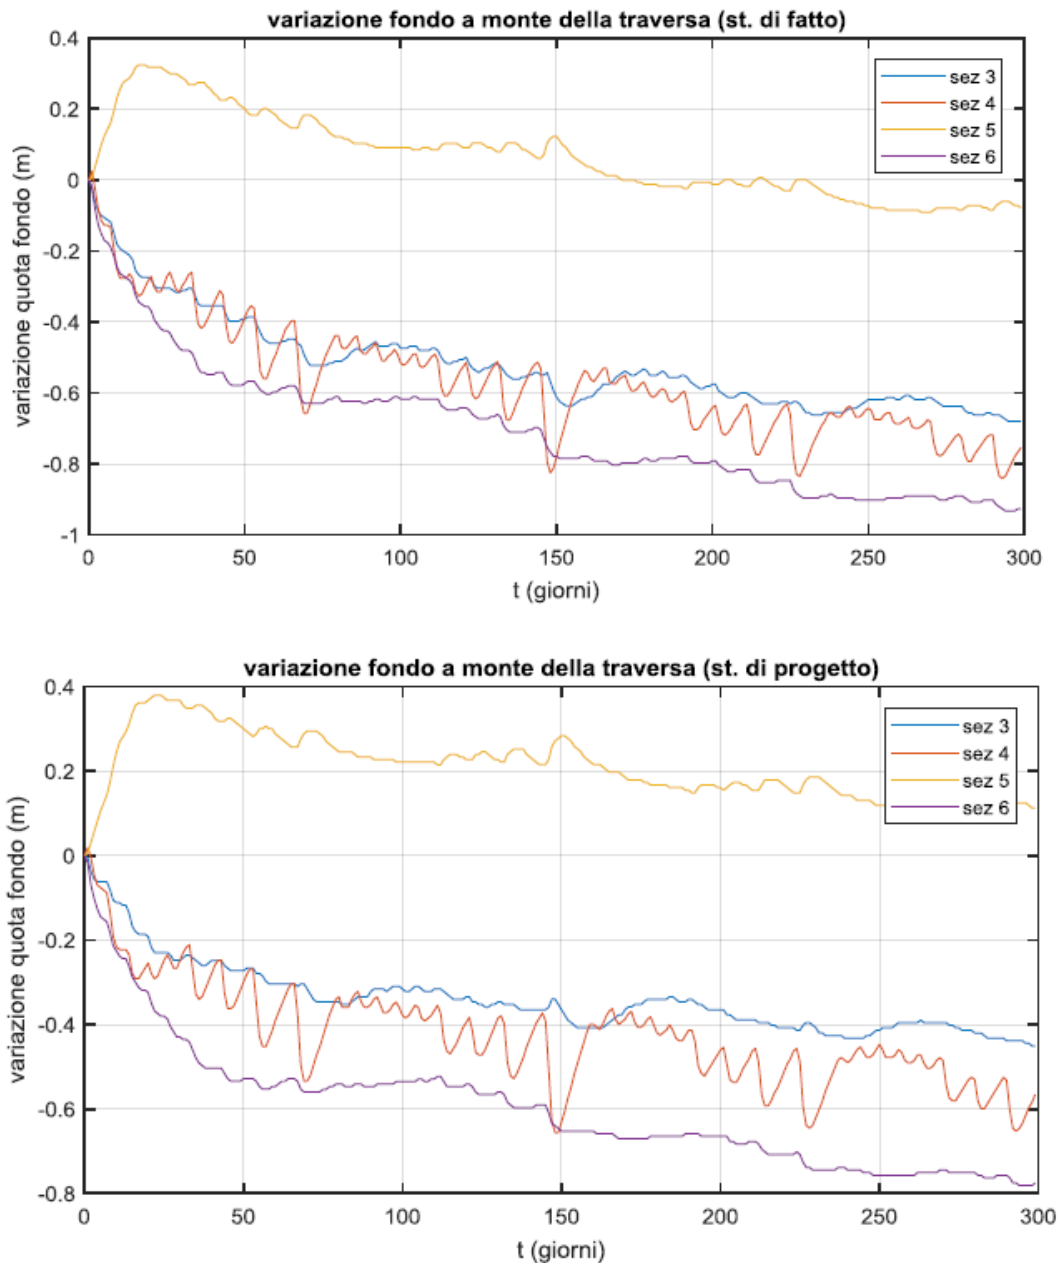 variazione fondo a monte della traversa (st. di fatto)
0.4
0.2
0
-0.2
-0.4
-0.6
-0.8
-1
variazione quota fondo (m)
sez 3
sez 4
sez 5
sez 6
0 50 100 150 200 250 300
t (giorni)
variazione fondo a monte della traversa (st. di progetto)
0.4
0.2
0
-0.2
-0.4
-0.6
-0.8
variazione quota fondo (m)
sez 3
sez 4
sez 5
sez 6
0 50 100 150 200 250 300
t (giorni)